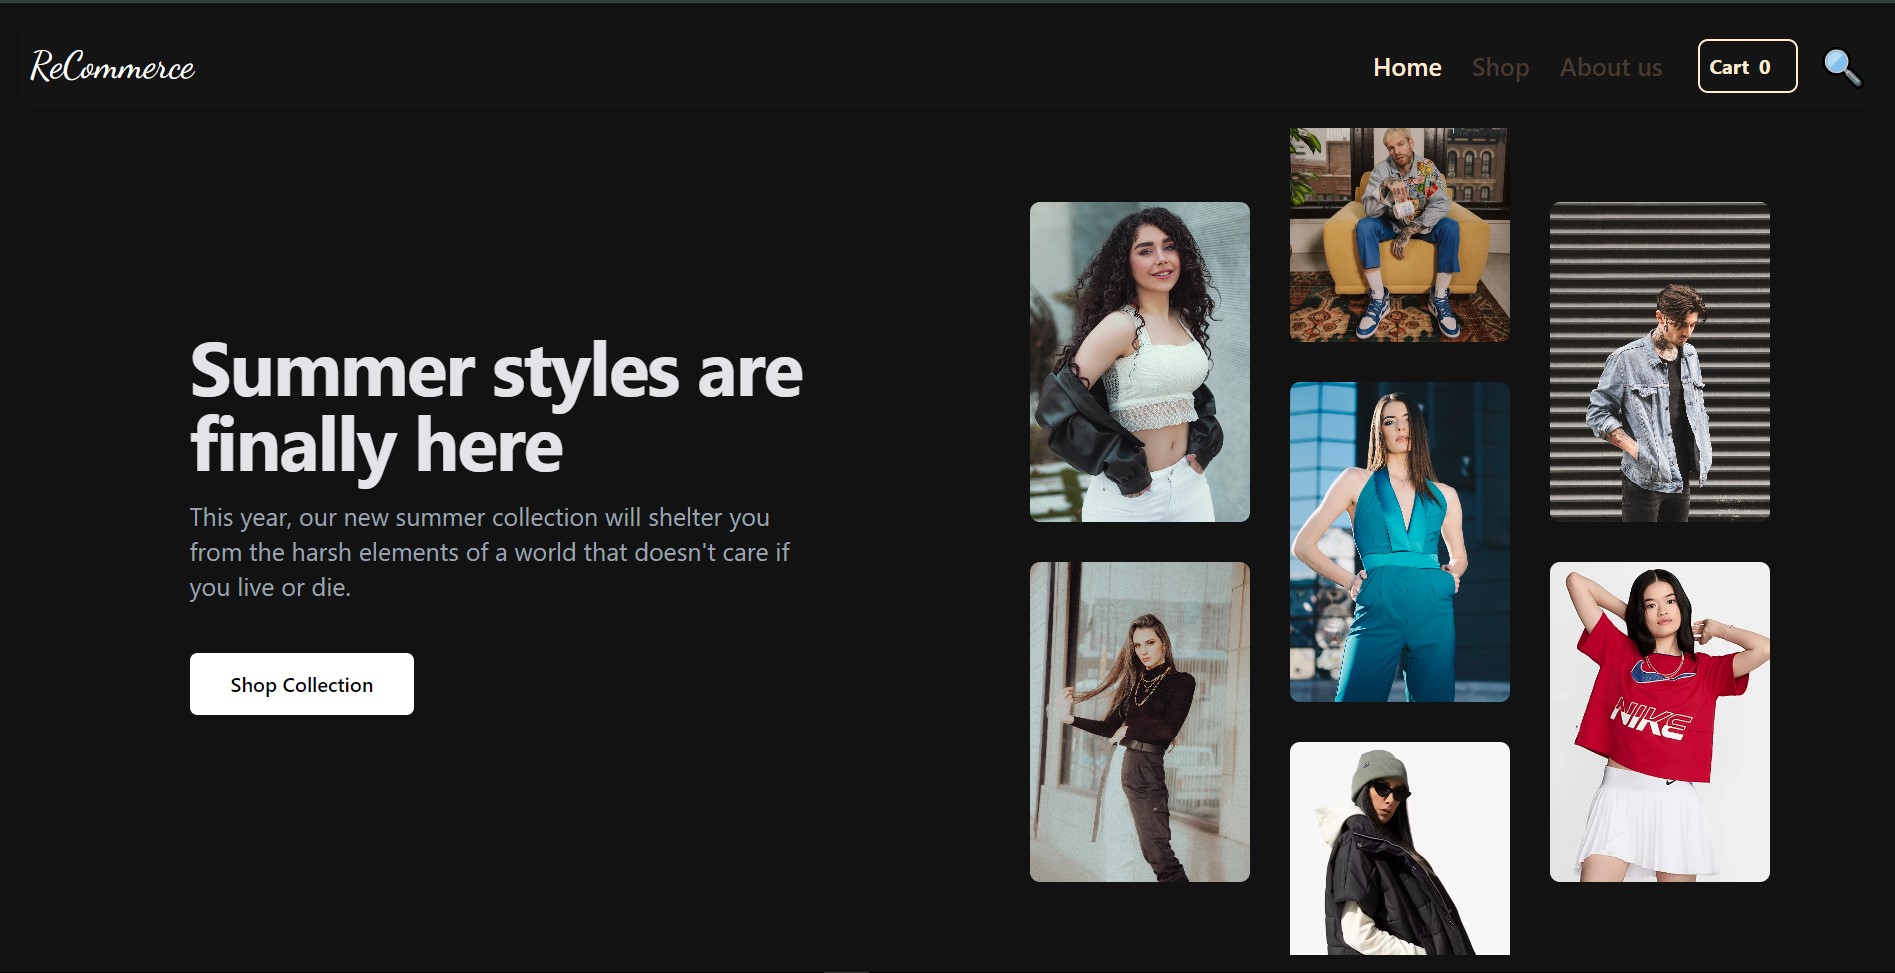 ReCommerce
Home Shop About us Cart 0
Summer styles are
finally here
This year, our new summer collection will shelter you
from the harsh elements of a world that doesn't care if
you live or die.
Shop Collection
NIKE